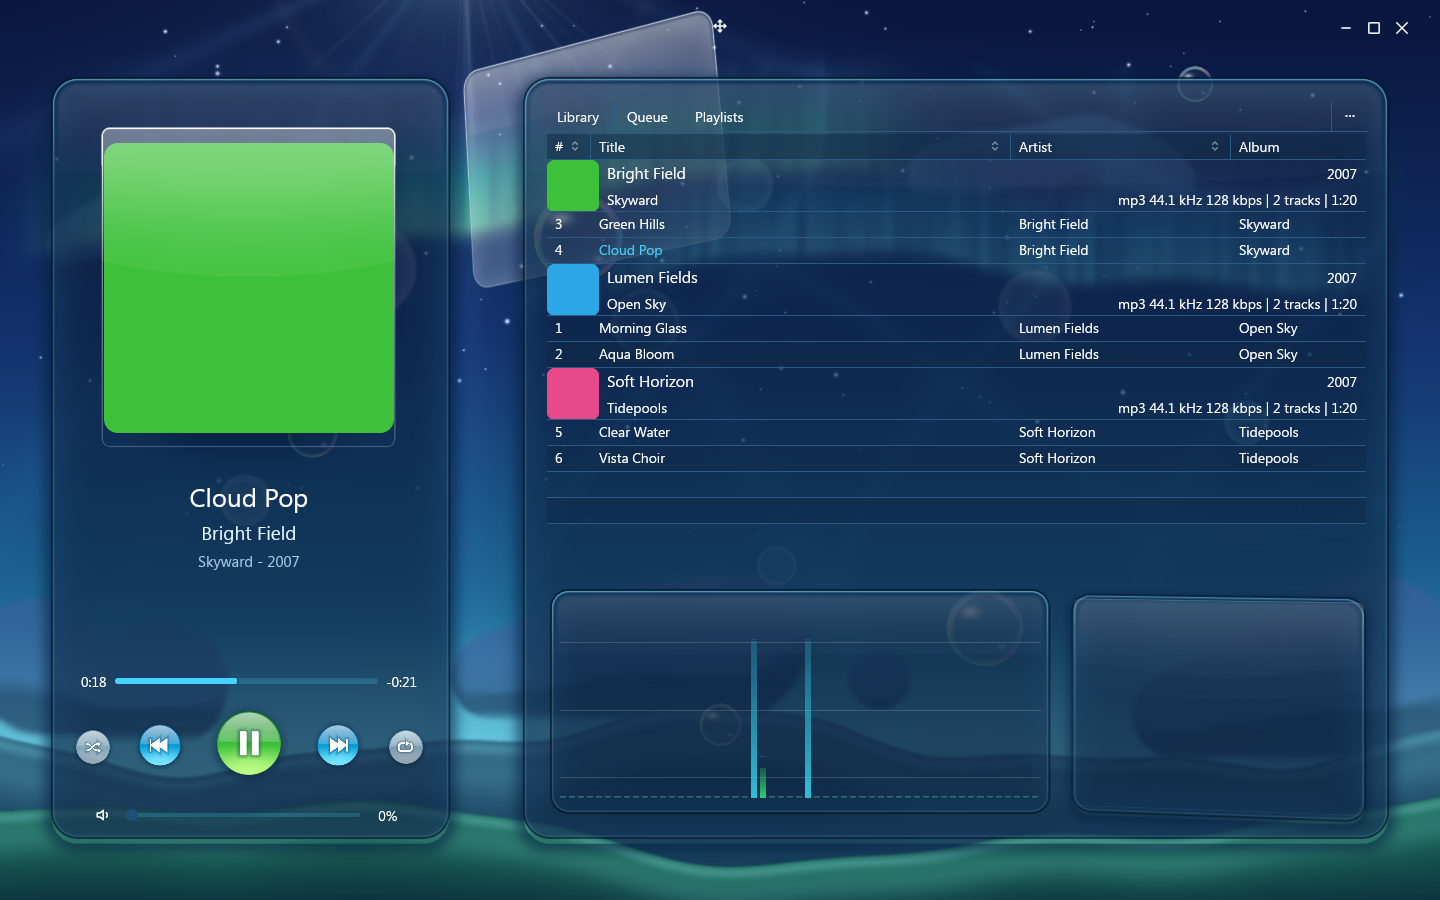 Library Queue Playlists ...
# Title Artist Album
Bright Field 2007
Skyward mp3 44.1 kHz 128 kbps | 2 tracks | 1:20
3 Green Hills Bright Field Skyward
4 Cloud Pop Bright Field Skyward
Lumen Fields 2007
Open Sky mp3 44.1 kHz 128 kbps | 2 tracks | 1:20
1 Morning Glass Lumen Fields Open Sky
2 Aqua Bloom Lumen Fields Open Sky
Soft Horizon 2007
Tidepools mp3 44.1 kHz 128 kbps | 2 tracks | 1:20
5 Clear Water Soft Horizon Tidepools
6 Vista Choir Soft Horizon Tidepools
Cloud Pop
Bright Field
Skyward - 2007
0:18 -0:21
0%